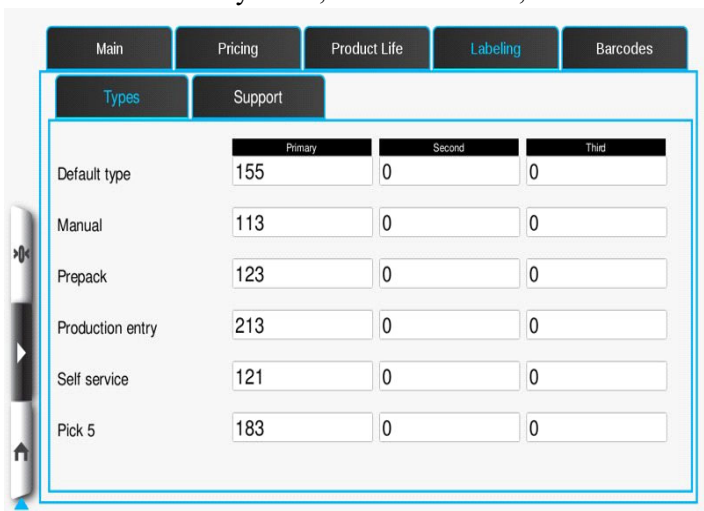 Main Pricing Product Life Labeling Barcodes
Types Support
Primary Second Third
Default type 155 0 0
Manual 113 0 0
>0<
Prepack 123 0 0
Production entry 213 0 0
Self service 121 0 0
Pick 5 183 0 0